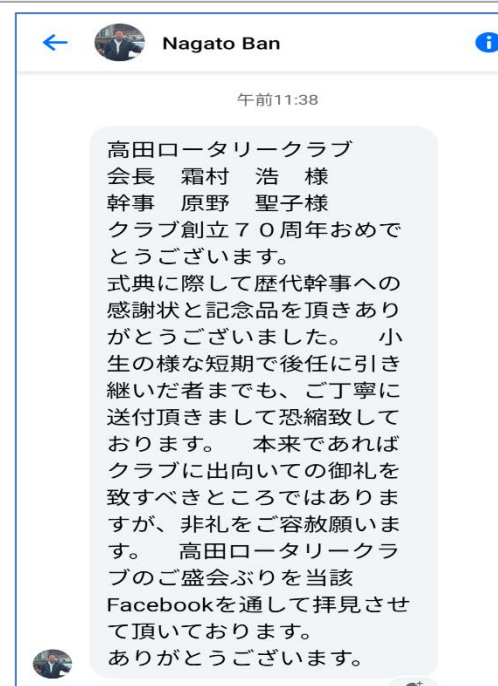 Nagato Ban
午前11:38
高田ロータリークラブ
会長　霜村　浩　様
幹事　原野　聖子様
クラブ創立７０周年おめで
とうございます。
式典に際して歴代幹事への
感謝状と記念品を頂きあり
がとうございました。　小
生の様な短期で後任に引き
継いだ者までも、ご丁寧に
送付頂きまして恐縮致して
おります。　本来であれば
クラブに出向いての御礼を
致すべきところではありま
すが、非礼をご容赦願いま
す。　高田ロータリークラ
ブのご盛会ぶりを当該
Facebookを通して拝見させ
て頂いております。
ありがとうございます。